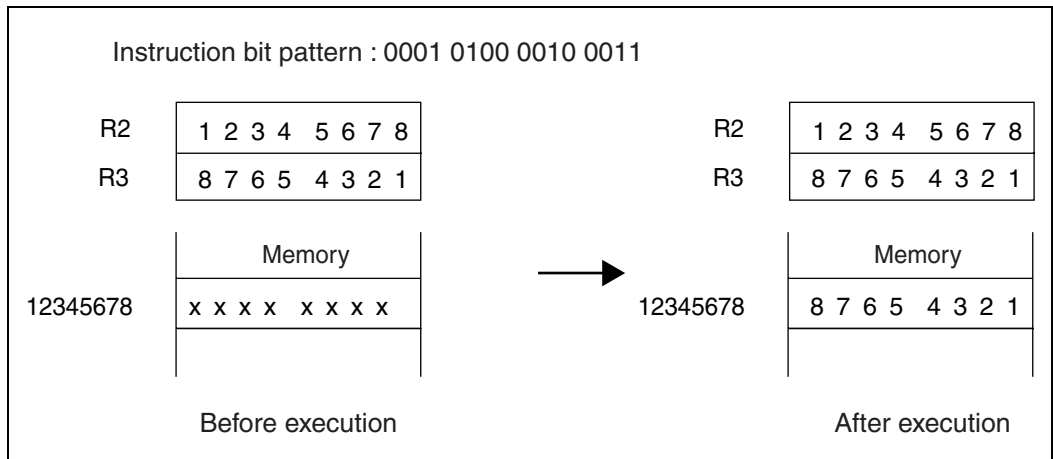 Instruction bit pattern : 0001 0100 0010 0011
R2 1 2 3 4 5 6 7 8 R2 1 2 3 4 5 6 7 8
R3 8 7 6 5 4 3 2 1 R3 8 7 6 5 4 3 2 1
Memory Memory
12345678 x x x x x x x x 12345678 8 7 6 5 4 3 2 1
Before execution After execution